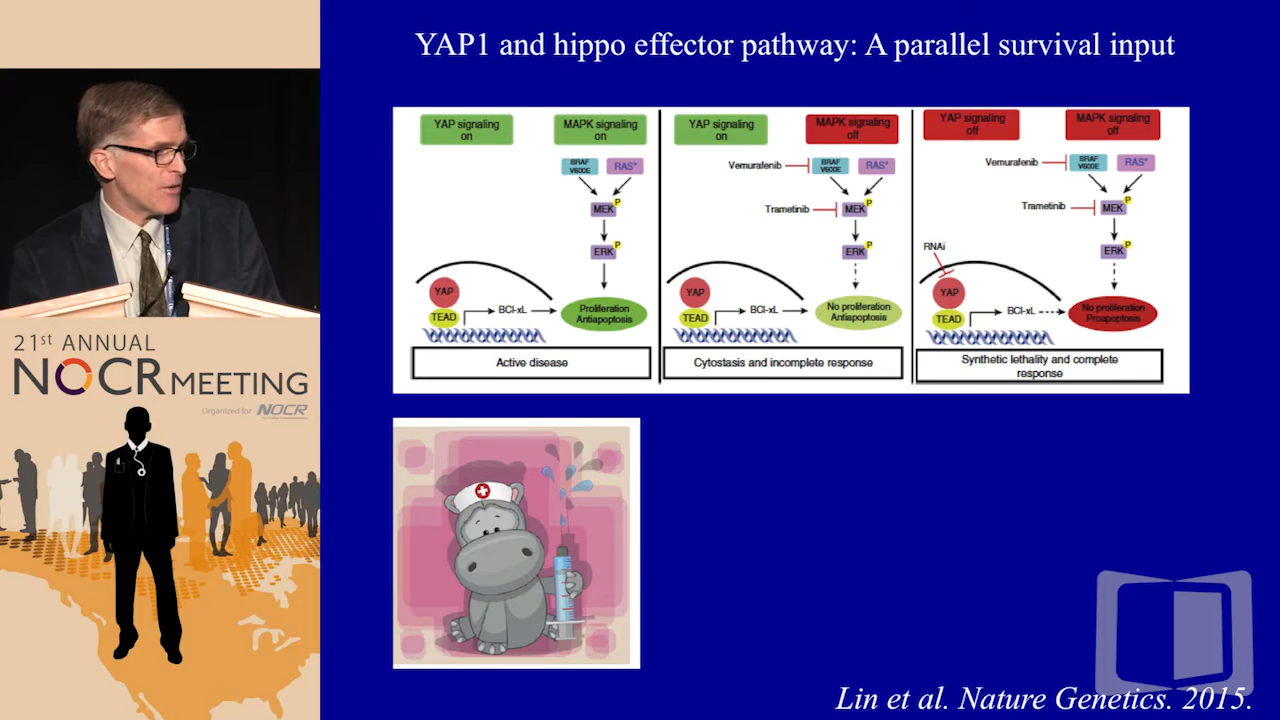 YAP1 and hippo effector pathway: A parallel survival input
YAP signaling
on
MAPK signaling
on
BRAF
V600E
RAS*
MEK
P
ERK
P
YAP
TEAD
BCl-xL
Proliferation
Antiapoptosis
Active disease
YAP signaling
on
MAPK signaling
off
Vemurafenib
BRAF
V600E
RAS*
Trametinib
MEK
P
ERK
P
YAP
TEAD
BCl-xL
No proliferation
Antiapoptosis
Cytostasis and incomplete response
YAP signaling
off
MAPK signaling
off
Vemurafenib
BRAF
V600E
RAS*
Trametinib
MEK
P
RNAi
ERK
P
YAP
TEAD
BCl-xL
No proliferation
Proapoptosis
Synthetic lethality and complete
response
21st ANNUAL
NOCR MEETING
Organized for NOCR
Lin et al. Nature Genetics. 2015.